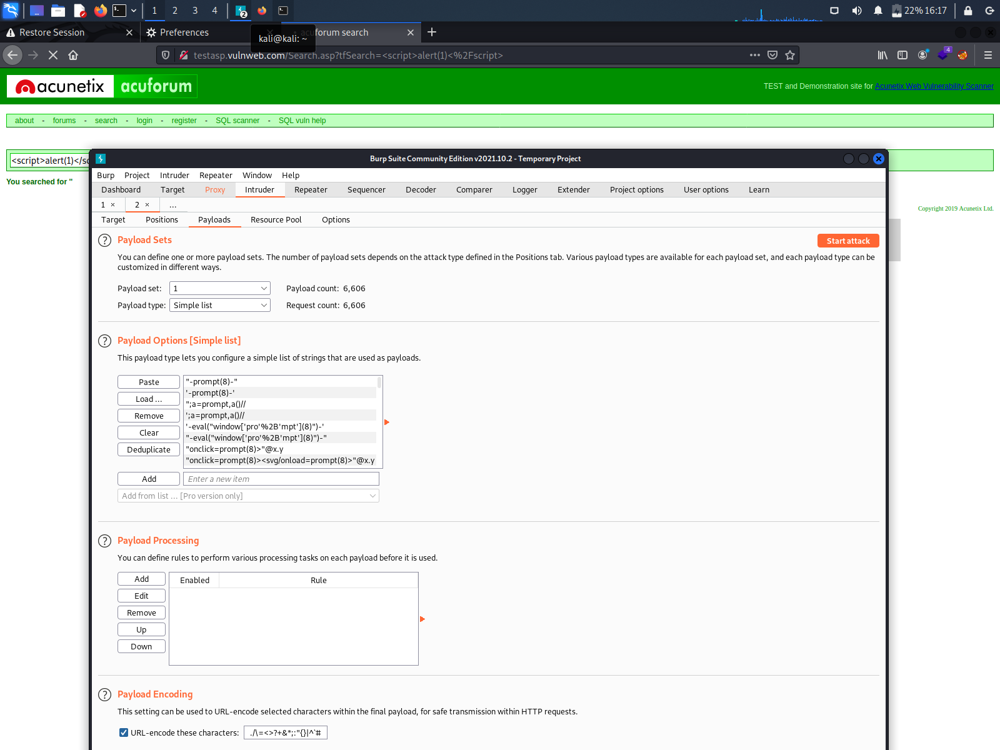 1 2 3 4 2 22% 16:17
Restore Session Preferences acuforum search
kali@kali: ~
testasp.vulnweb.com/Search.asp?tfSearch=<script>alert(1)<%2Fscript> 4
acunetix acuforum TEST and Demonstration site for Acunetix Web Vulnerability Scanner
about - forums - search - login - register - SQL scanner - SQL vuln help
<script>alert(1)</sc
You searched for "
Copyright 2019 Acunetix Ltd.
Burp Suite Community Edition v2021.10.2 - Temporary Project
Burp Project Intruder Repeater Window Help
Dashboard Target Proxy Intruder Repeater Sequencer Decoder Comparer Logger Extender Project options User options Learn
1 × 2 × ...
Target Positions Payloads Resource Pool Options
? Payload Sets Start attack
You can define one or more payload sets. The number of payload sets depends on the attack type defined in the Positions tab. Various payload types are available for each payload set, and each payload type can be
customized in different ways.
Payload set: 1 Payload count: 6,606
Payload type: Simple list Request count: 6,606
? Payload Options [Simple list]
This payload type lets you configure a simple list of strings that are used as payloads.
Paste "-prompt(8)-"
'-prompt(8)-'
Load ... ";a=prompt,a()//
Remove ';a=prompt,a()//
'-eval("window['pro'%2B'mpt'](8)")-'
Clear "-eval("window['pro'%2B'mpt'](8)")-"
Deduplicate "onclick=prompt(8)>"@x.y
"onclick=prompt(8)><svg/onload=prompt(8)>"@x.y
Add Enter a new item
Add from list ... [Pro version only]
? Payload Processing
You can define rules to perform various processing tasks on each payload before it is used.
Add Enabled Rule
Edit
Remove
Up
Down
? Payload Encoding
This setting can be used to URL-encode selected characters within the final payload, for safe transmission within HTTP requests.
URL-encode these characters: ./\=<>?+&*;:"{}|^`#